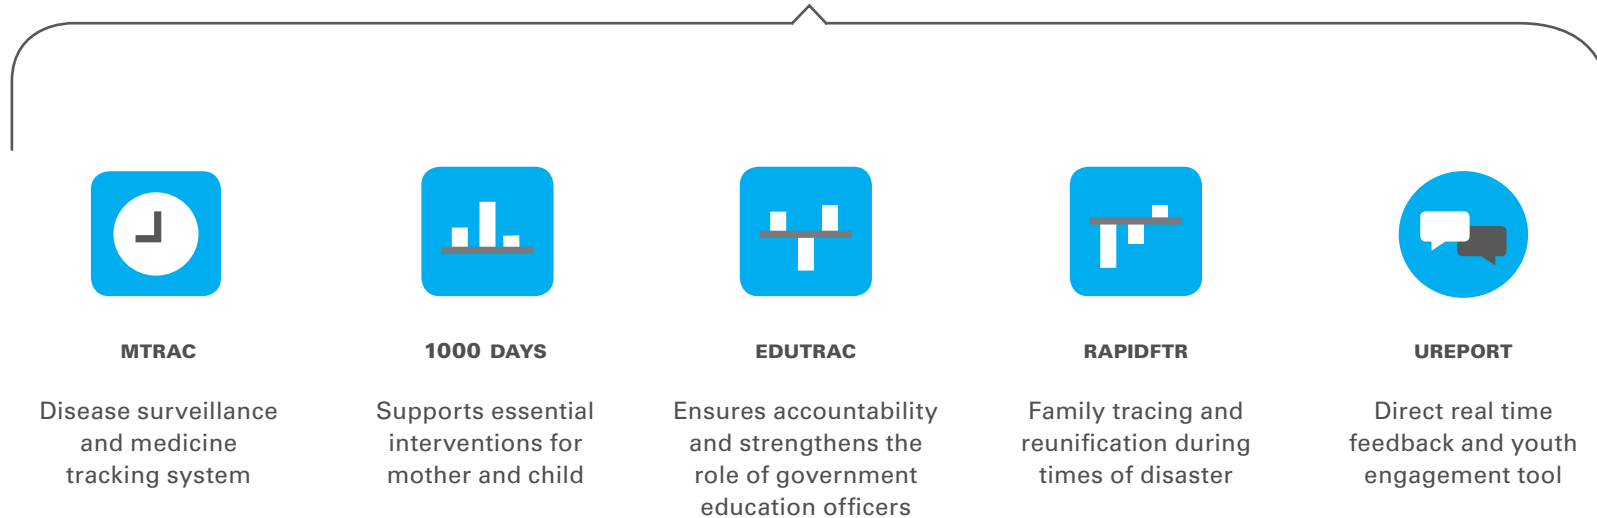 MTRAC
Disease surveillance
and medicine
tracking system
1000 DAYS
Supports essential
interventions for
mother and child
EDUTRAC
Ensures accountability
and strengthens the
role of government
education officers
RAPIDFTR
Family tracing and
reunification during
times of disaster
UREPORT
Direct real time
feedback and youth
engagement tool